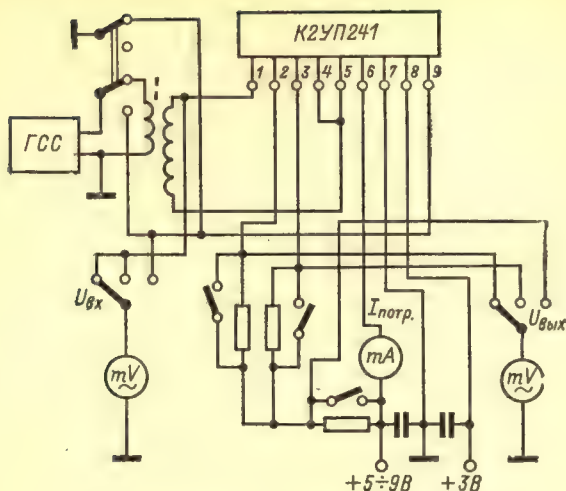 К2УП241
1 2 3 4 5 6 7 8 9
ГСС
Uвх
Iпотр.
Uвых
mV
mA
mV
+5÷9В +3В